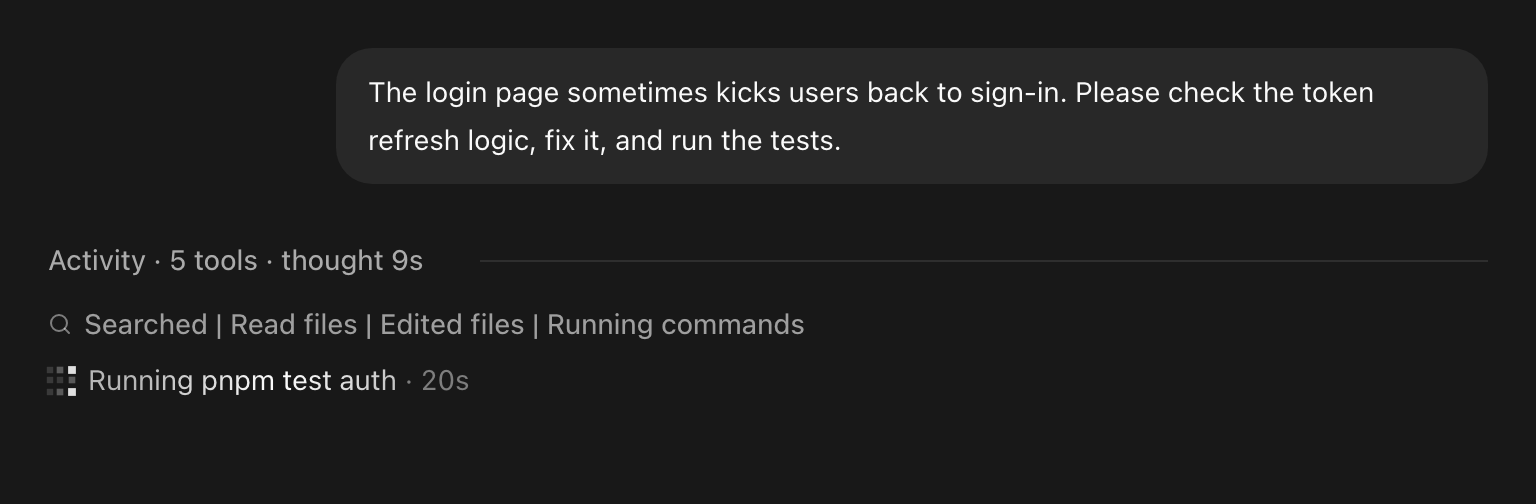 The login page sometimes kicks users back to sign-in. Please check the token
refresh logic, fix it, and run the tests.
Activity · 5 tools · thought 9s
Searched | Read files | Edited files | Running commands
Running pnpm test auth · 20s